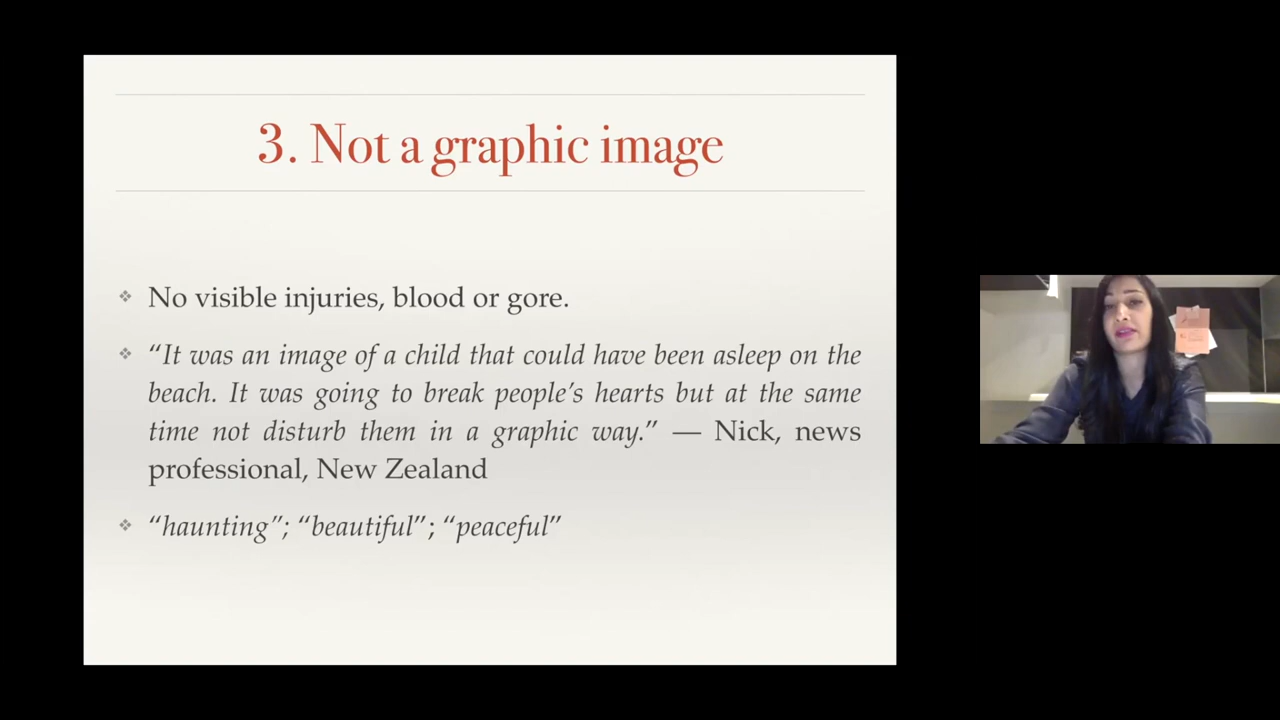 3. Not a graphic image
❖ No visible injuries, blood or gore.
❖ “It was an image of a child that could have been asleep on the
beach. It was going to break people’s hearts but at the same
time not disturb them in a graphic way.” — Nick, news
professional, New Zealand
❖ “haunting”; “beautiful”; “peaceful”